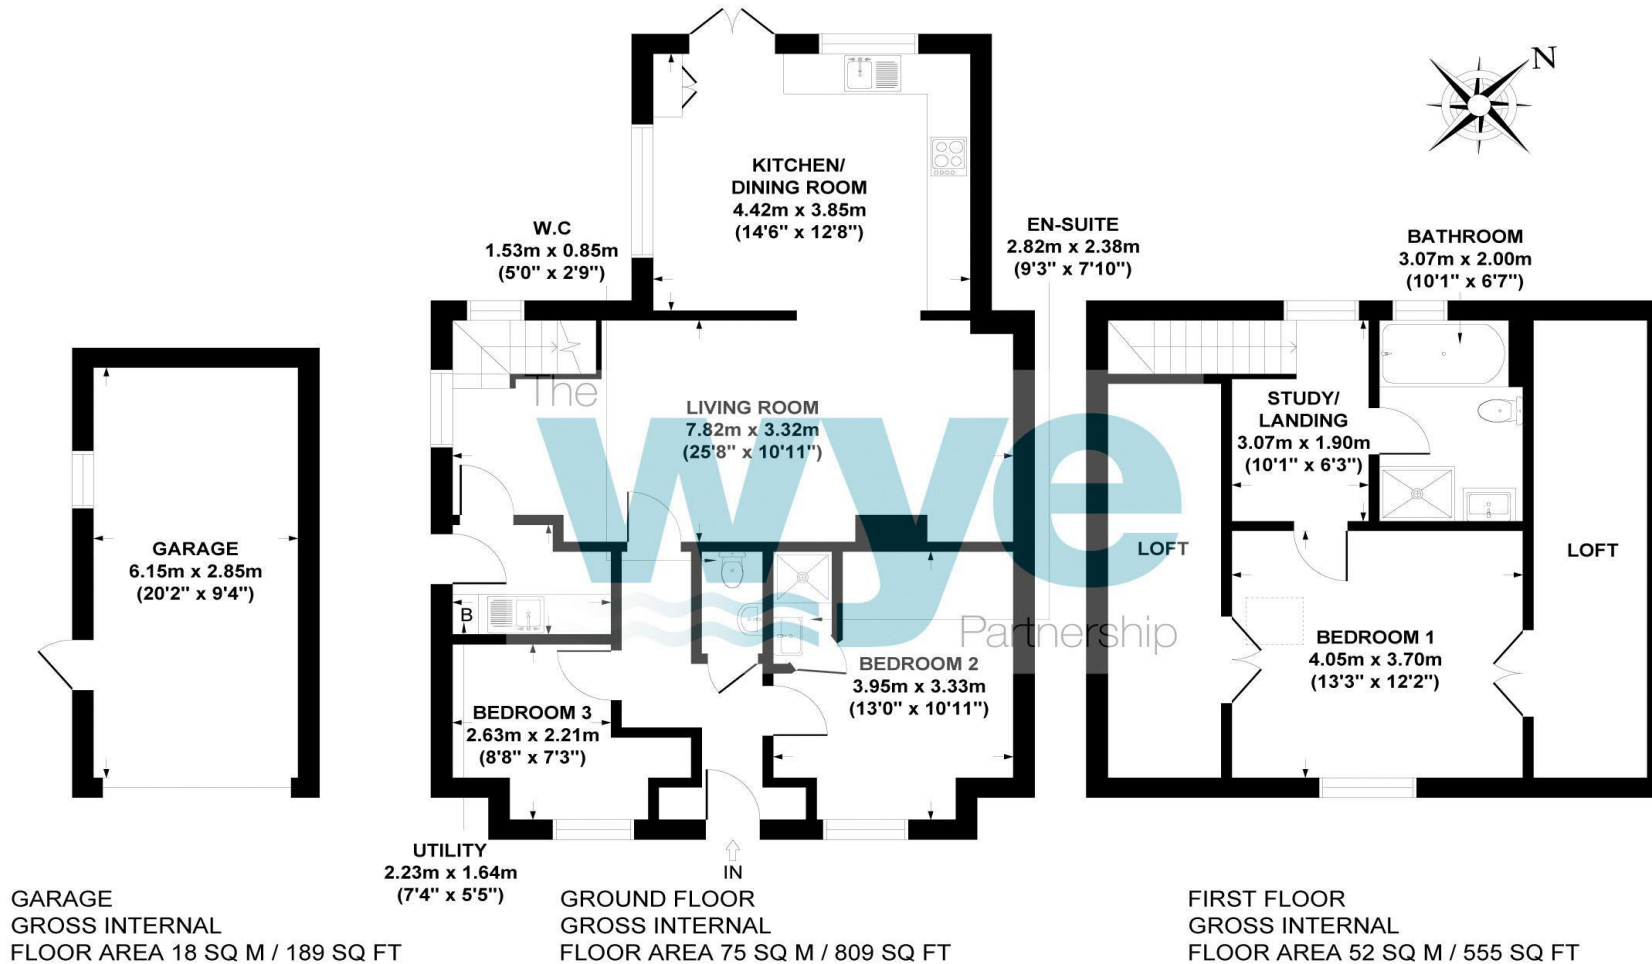 N
KITCHEN/
DINING ROOM
4.42m x 3.85m
(14'6" x 12'8")
W.C
1.53m x 0.85m
(5'0" x 2'9")
EN-SUITE
2.82m x 2.38m
(9'3" x 7'10")
BATHROOM
3.07m x 2.00m
(10'1" x 6'7")
The
wye
Partnership
LIVING ROOM
7.82m x 3.32m
(25'8" x 10'11")
STUDY/
LANDING
3.07m x 1.90m
(10'1" x 6'3")
GARAGE
6.15m x 2.85m
(20'2" x 9'4")
LOFT
LOFT
B
BEDROOM 1
4.05m x 3.70m
(13'3" x 12'2")
BEDROOM 2
3.95m x 3.33m
(13'0" x 10'11")
BEDROOM 3
2.63m x 2.21m
(8'8" x 7'3")
UTILITY
2.23m x 1.64m
(7'4" x 5'5")
IN
GARAGE
GROSS INTERNAL
FLOOR AREA 18 SQ M / 189 SQ FT
GROUND FLOOR
GROSS INTERNAL
FLOOR AREA 75 SQ M / 809 SQ FT
FIRST FLOOR
GROSS INTERNAL
FLOOR AREA 52 SQ M / 555 SQ FT